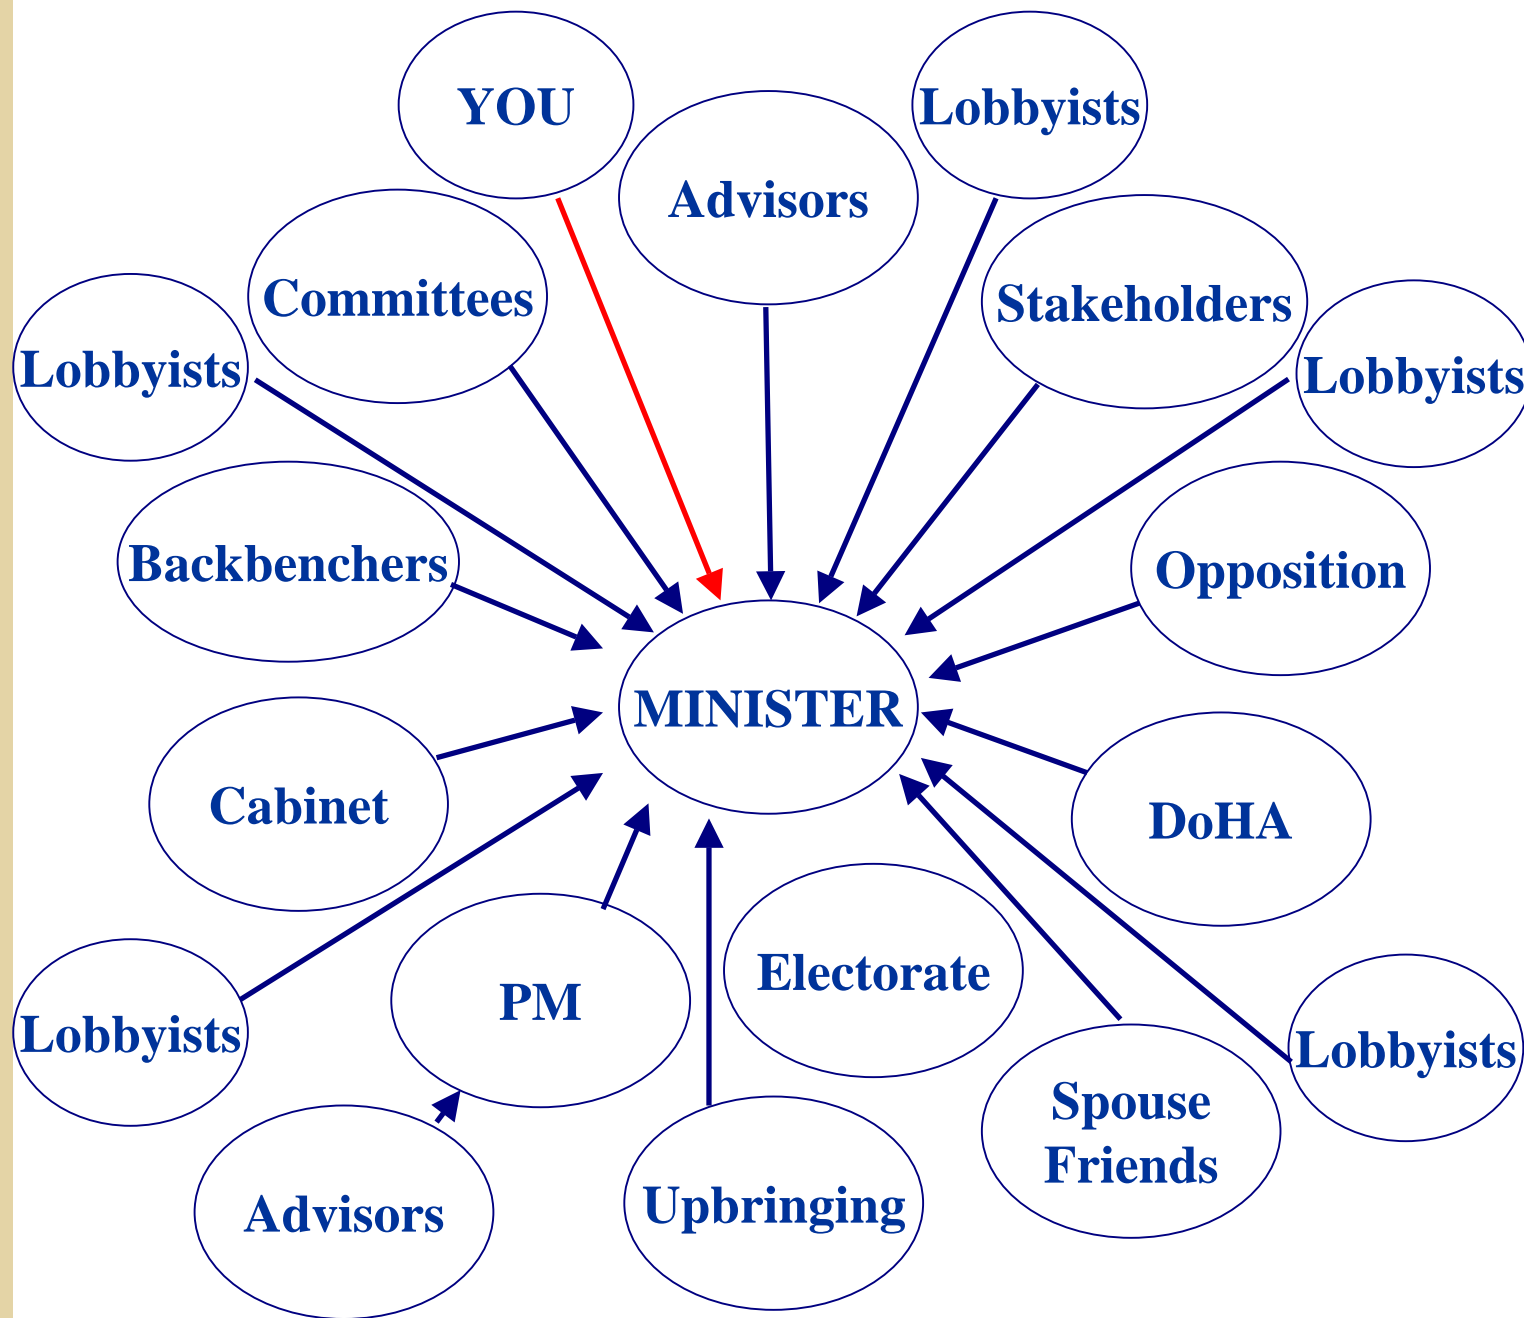 YOU
Lobbyists
Advisors
Committees
Stakeholders
Lobbyists
Lobbyists
Backbenchers
Opposition
MINISTER
Cabinet
DoHA
Electorate
PM
Lobbyists
Lobbyists
Spouse
Friends
Upbringing
Advisors